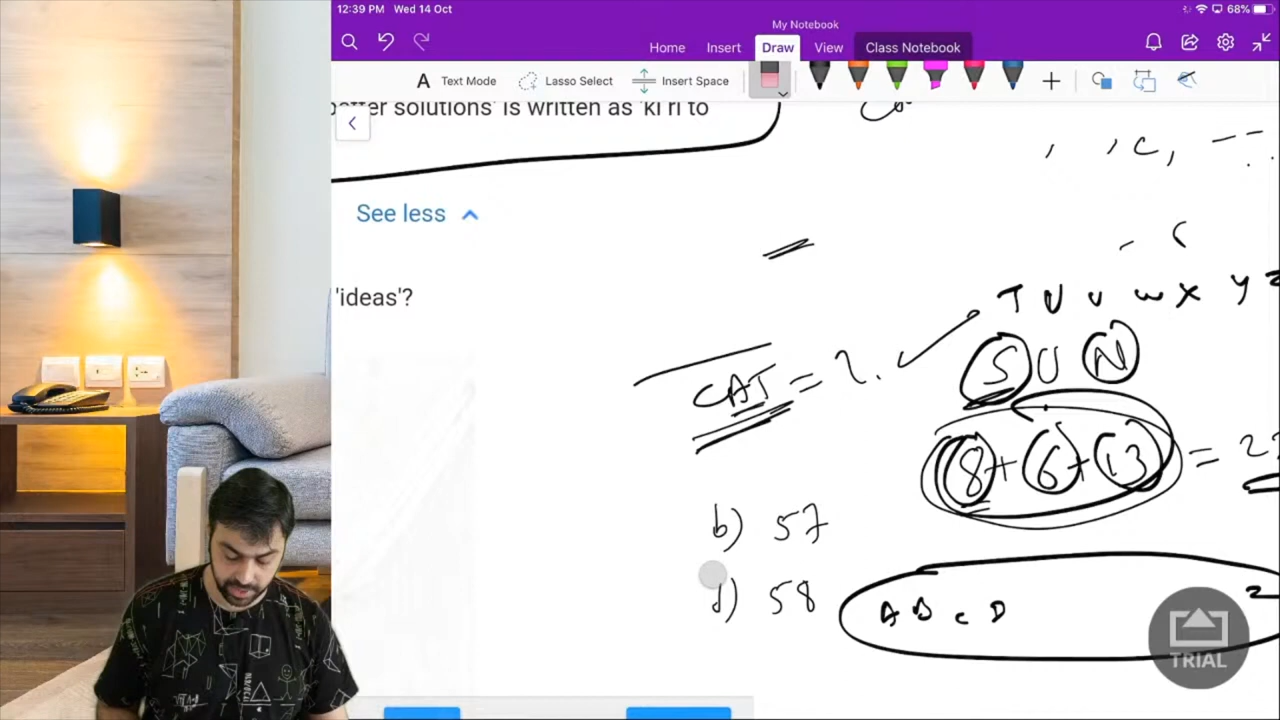 12:39 PM Wed 14 Oct
68%
My Notebook
Home Insert Draw View Class Notebook
A Text Mode Lasso Select Insert Space
better solutions' is written as 'ki ri to
See less
'ideas'?
, , C, --
T U V W X Y Z
S U N
CAT = ?
8 + 6 + 13 =
b) 57
d) 58
A B C D
TRIAL